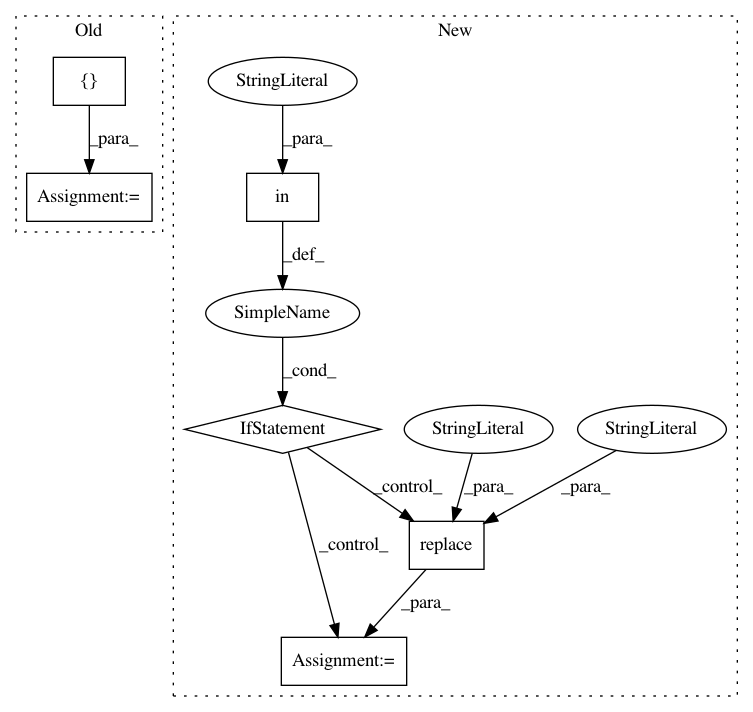 Old
New
{}
StringLiteral
_para_
_para_
Assignment:=
in
_def_
SimpleName
_cond_
IfStatement
StringLiteral
StringLiteral
_control_
_para_
_para_
_control_
replace
_para_
Assignment:=